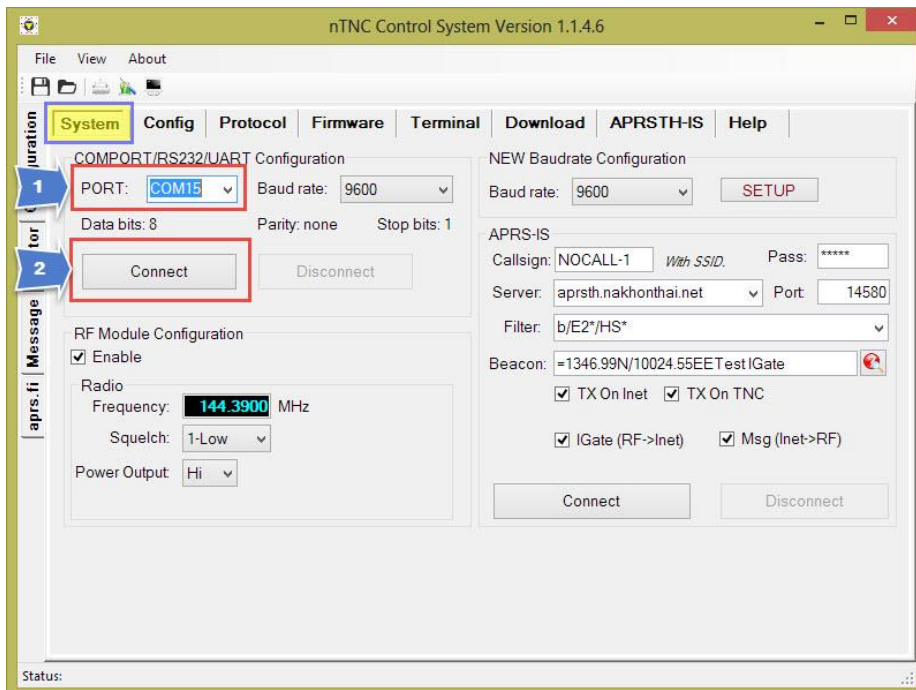 nTNC Control System Version 1.1.4.6
File View About
System Config Protocol Firmware Terminal Download APRSTH-IS Help
COMPORT/RS232/UART Configuration
1
PORT: COM15 Baud rate: 9600
Data bits: 8 Parity: none Stop bits: 1
2
Connect Disconnect
RF Module Configuration
Enable
Radio
Frequency: 144.3900 MHz
Squelch: 1-Low
Power Output: Hi
NEW Baudrate Configuration
Baud rate: 9600 SETUP
APRS-IS
Callsign: NOCALL-1 With SSID. Pass: *****
Server: aprsth.nakhonthai.net Port: 14580
Filter: b/E2*/HS*
Beacon: =1346.99N/10024.55EETest IGate
TX On Inet TX On TNC
IGate (RF->Inet) Msg (Inet->RF)
Connect Disconnect
Message
aprs.fi
Status: